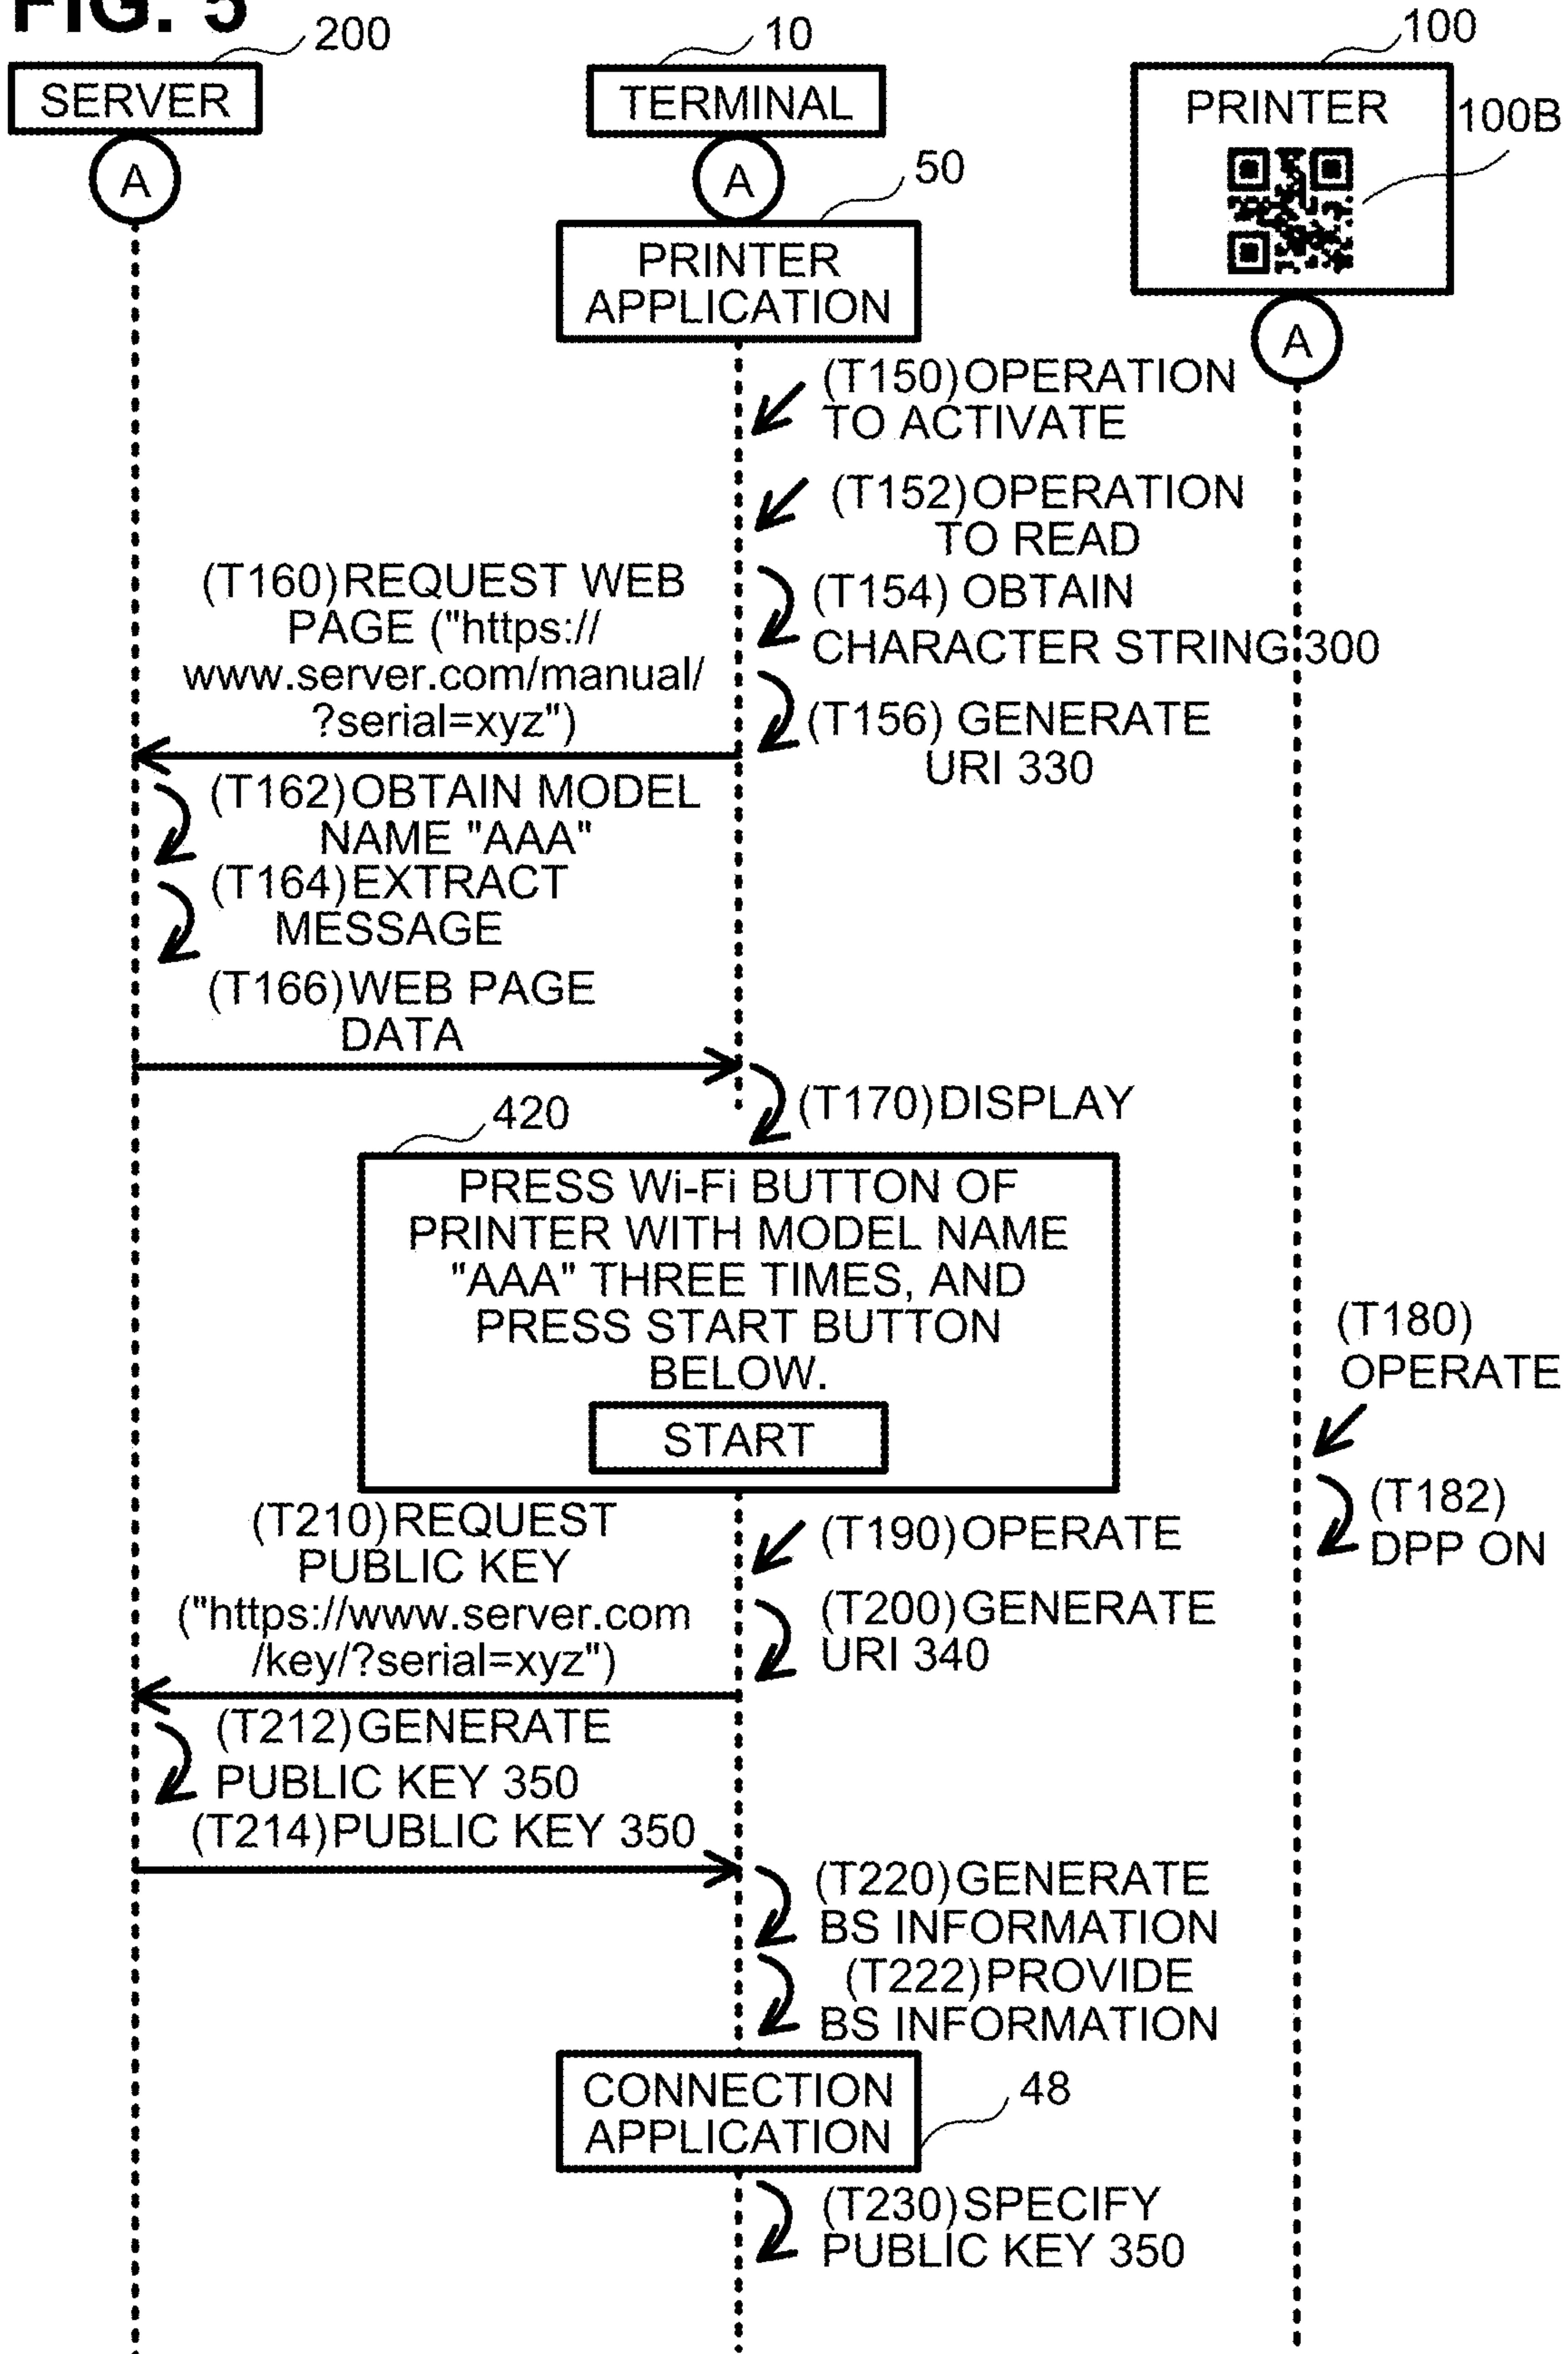 FIG. 5
200
10
100
SERVER
TERMINAL
PRINTER
100B
A
A
50
PRINTER
APPLICATION
A
(T150)OPERATION
TO ACTIVATE
(T152)OPERATION
TO READ
(T160)REQUEST WEB
PAGE ("https://
www.server.com/manual/
?serial=xyz")
(T154) OBTAIN
CHARACTER STRING 300
(T156) GENERATE
URI 330
(T162)OBTAIN MODEL
NAME "AAA"
(T164)EXTRACT
MESSAGE
(T166)WEB PAGE
DATA
(T170)DISPLAY
420
PRESS Wi-Fi BUTTON OF
PRINTER WITH MODEL NAME
"AAA" THREE TIMES, AND
PRESS START BUTTON
BELOW.
START
(T180)
OPERATE
(T182)
DPP ON
(T190)OPERATE
(T200)GENERATE
URI 340
(T210)REQUEST
PUBLIC KEY
("https://www.server.com
/key/?serial=xyz")
(T212)GENERATE
PUBLIC KEY 350
(T214)PUBLIC KEY 350
(T220)GENERATE
BS INFORMATION
(T222)PROVIDE
BS INFORMATION
CONNECTION
APPLICATION
48
(T230)SPECIFY
PUBLIC KEY 350